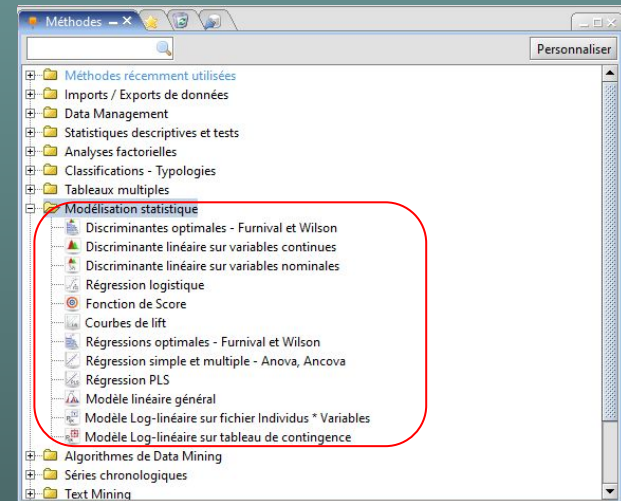 Méthodes
Personnaliser
Méthodes récemment utilisées
Imports / Exports de données
Data Management
Statistiques descriptives et tests
Analyses factorielles
Classifications - Typologies
Tableaux multiples
Modélisation statistique
Discriminantes optimales - Furnival et Wilson
Discriminante linéaire sur variables continues
Discriminante linéaire sur variables nominales
Régression logistique
Fonction de Score
Courbes de lift
Régressions optimales - Furnival et Wilson
Régression simple et multiple - Anova, Ancova
Régression PLS
Modèle linéaire général
Modèle Log-linéaire sur fichier Individus * Variables
Modèle Log-linéaire sur tableau de contingence
Algorithmes de Data Mining
Séries chronologiques
Text Mining